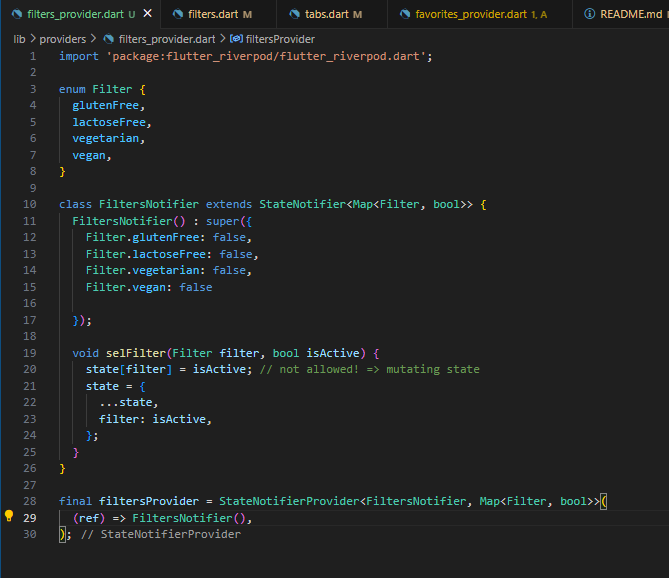 filters_provider.dart U
filters.dart M
tabs.dart M
favorites_provider.dart 1, A
README.md
lib > providers > filters_provider.dart > filtersProvider
1 import 'package:flutter_riverpod/flutter_riverpod.dart';
2
3 enum Filter {
4 glutenFree,
5 lactoseFree,
6 vegetarian,
7 vegan,
8 }
9
10 class FiltersNotifier extends StateNotifier<Map<Filter, bool>> {
11 FiltersNotifier() : super({
12 Filter.glutenFree: false,
13 Filter.lactoseFree: false,
14 Filter.vegetarian: false,
15 Filter.vegan: false
16
17 });
18
19 void selFilter(Filter filter, bool isActive) {
20 state[filter] = isActive; // not allowed! => mutating state
21 state = {
22 ...state,
23 filter: isActive,
24 };
25 }
26 }
27
28 final filtersProvider = StateNotifierProvider<FiltersNotifier, Map<Filter, bool>>(
29 (ref) => FiltersNotifier(),
30 ); // StateNotifierProvider